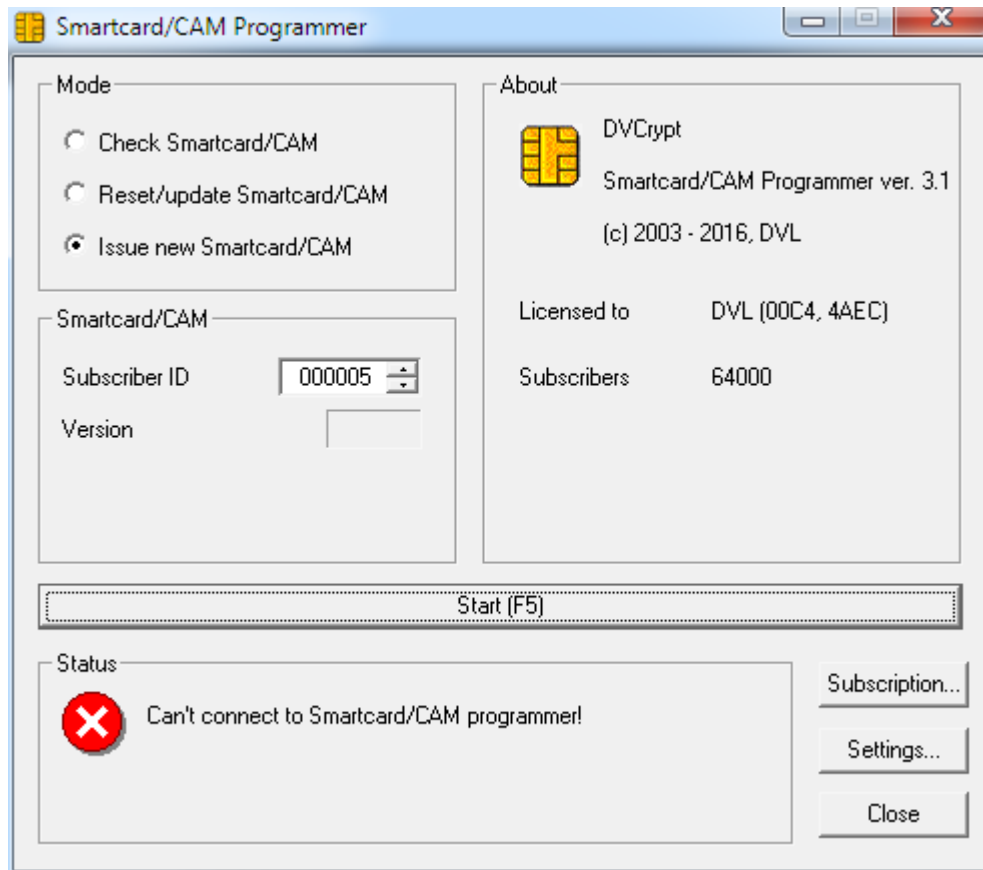 Smartcard/CAM Programmer
Mode
Check Smartcard/CAM
Reset/update Smartcard/CAM
Issue new Smartcard/CAM
Smartcard/CAM
Subscriber ID 000005
Version
About
DVCrypt
Smartcard/CAM Programmer ver. 3.1
(c) 2003 - 2016, DVL
Licensed to DVL (00C4, 4AEC)
Subscribers 64000
Start (F5)
Status
Can't connect to Smartcard/CAM programmer!
Subscription...
Settings...
Close